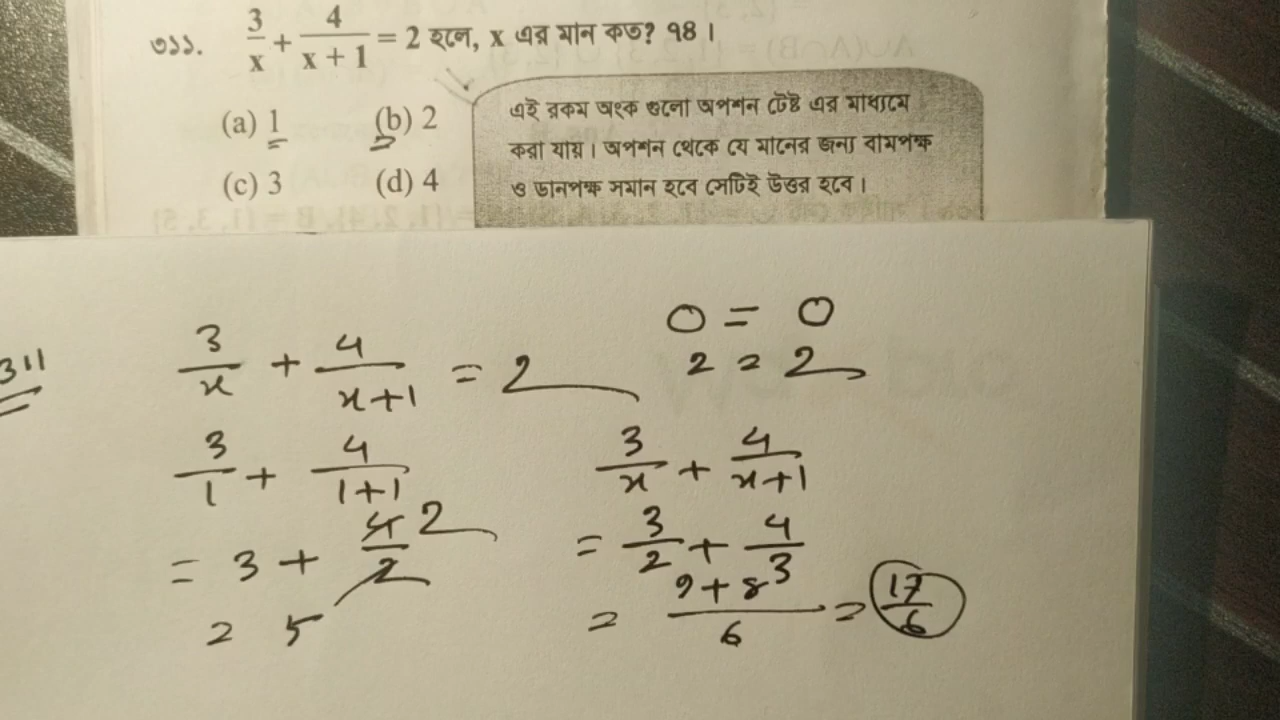 ৩১১. 3/x + 4/(x + 1) = 2 হলে, x এর মান কত? ৭৪ ।
(a) 1 (b) 2
(c) 3 (d) 4
এই রকম অংক গুলো অপশন টেষ্ট এর মাধ্যমে
করা যায়। অপশন থেকে যে মানের জন্য বামপক্ষ
ও ডানপক্ষ সমান হবে সেটিই উত্তর হবে।
311
3/x + 4/(x+1) = 2
3/1 + 4/(1+1)
= 3 + 4/2 2
= 5
0 = 0
2 = 2
3/x + 4/(x+1)
= 3/2 + 4/3
= (9+8)/6 = 17/6